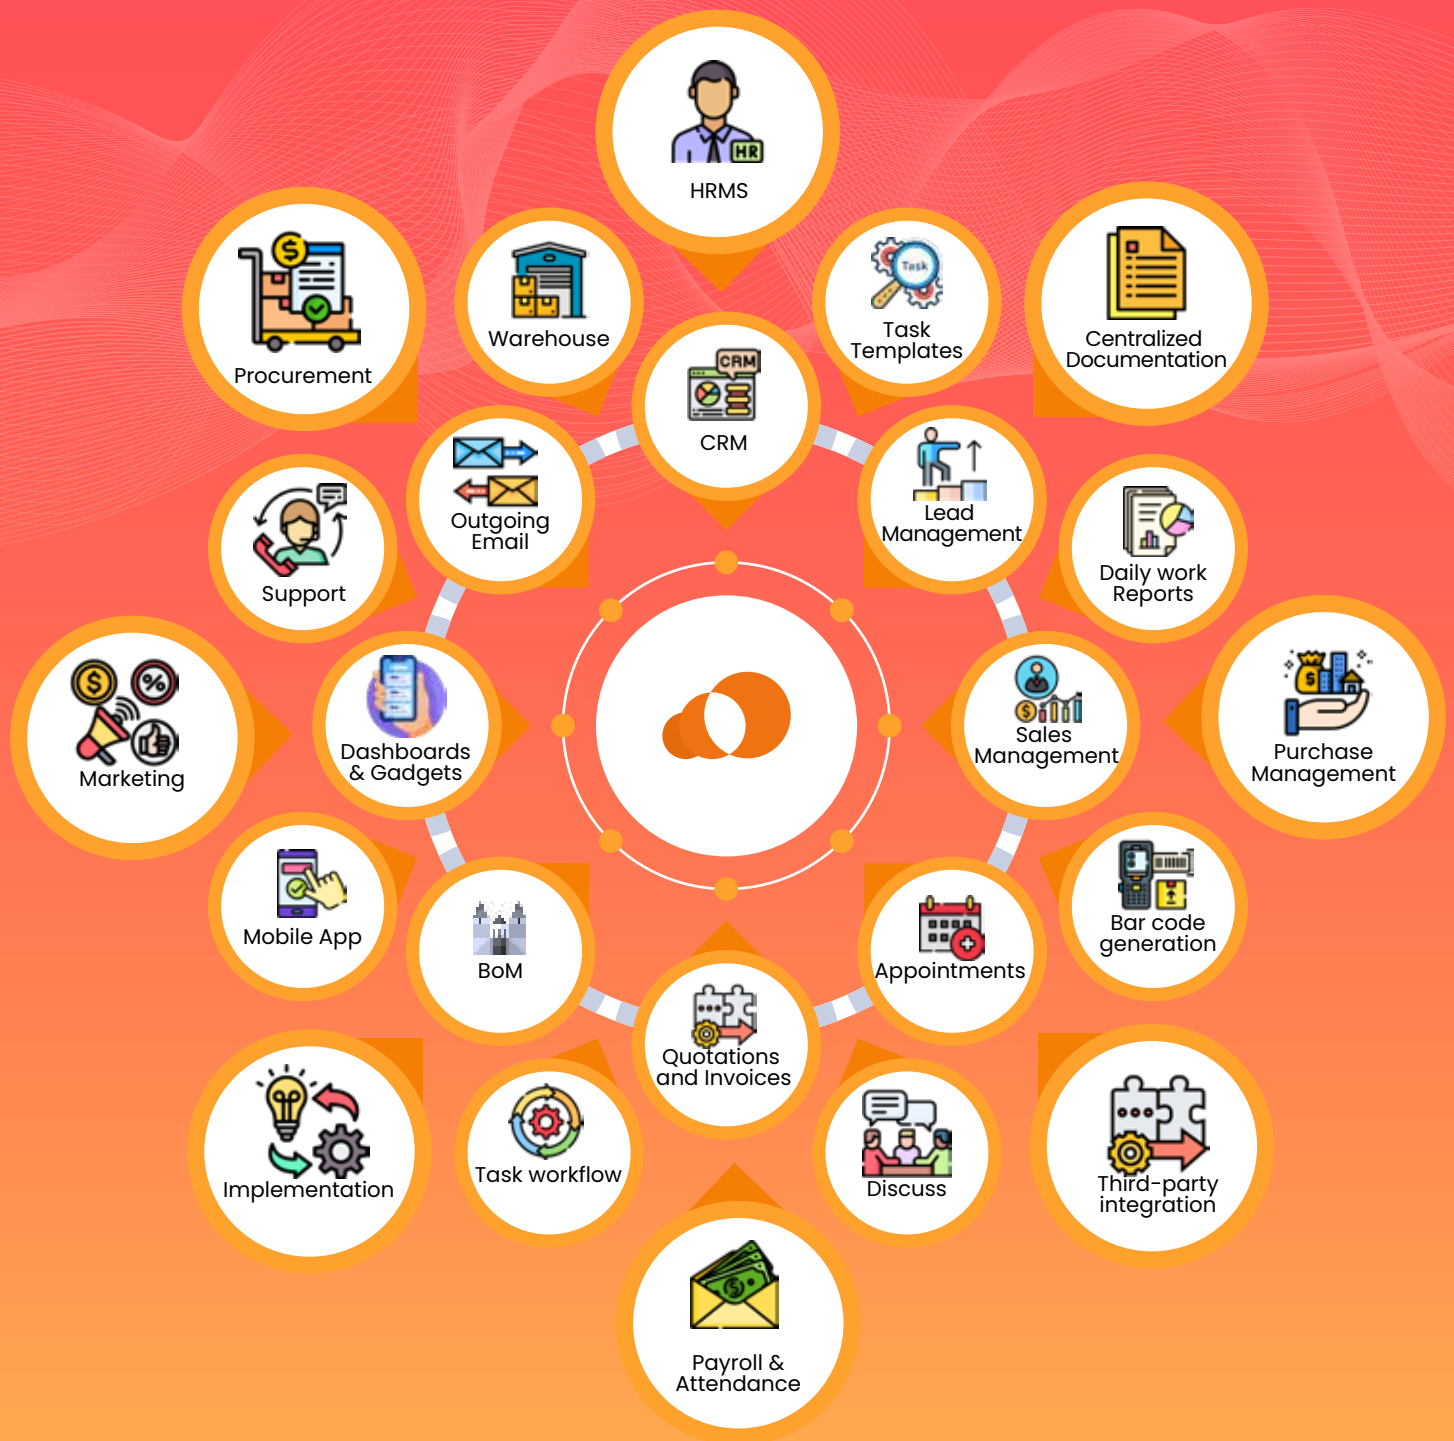 HR
HRMS
Procurement
Warehouse
Task
Task
Templates
Centralized
Documentation
CRM
CRM
Outgoing
Email
Lead
Management
Support
Daily work
Reports
Marketing
Dashboards
& Gadgets
Sales
Management
Purchase
Management
Mobile App
BoM
Appointments
Bar code
generation
Quotations
and Invoices
Implementation
Task workflow
Discuss
Third-party
integration
Payroll &
Attendance